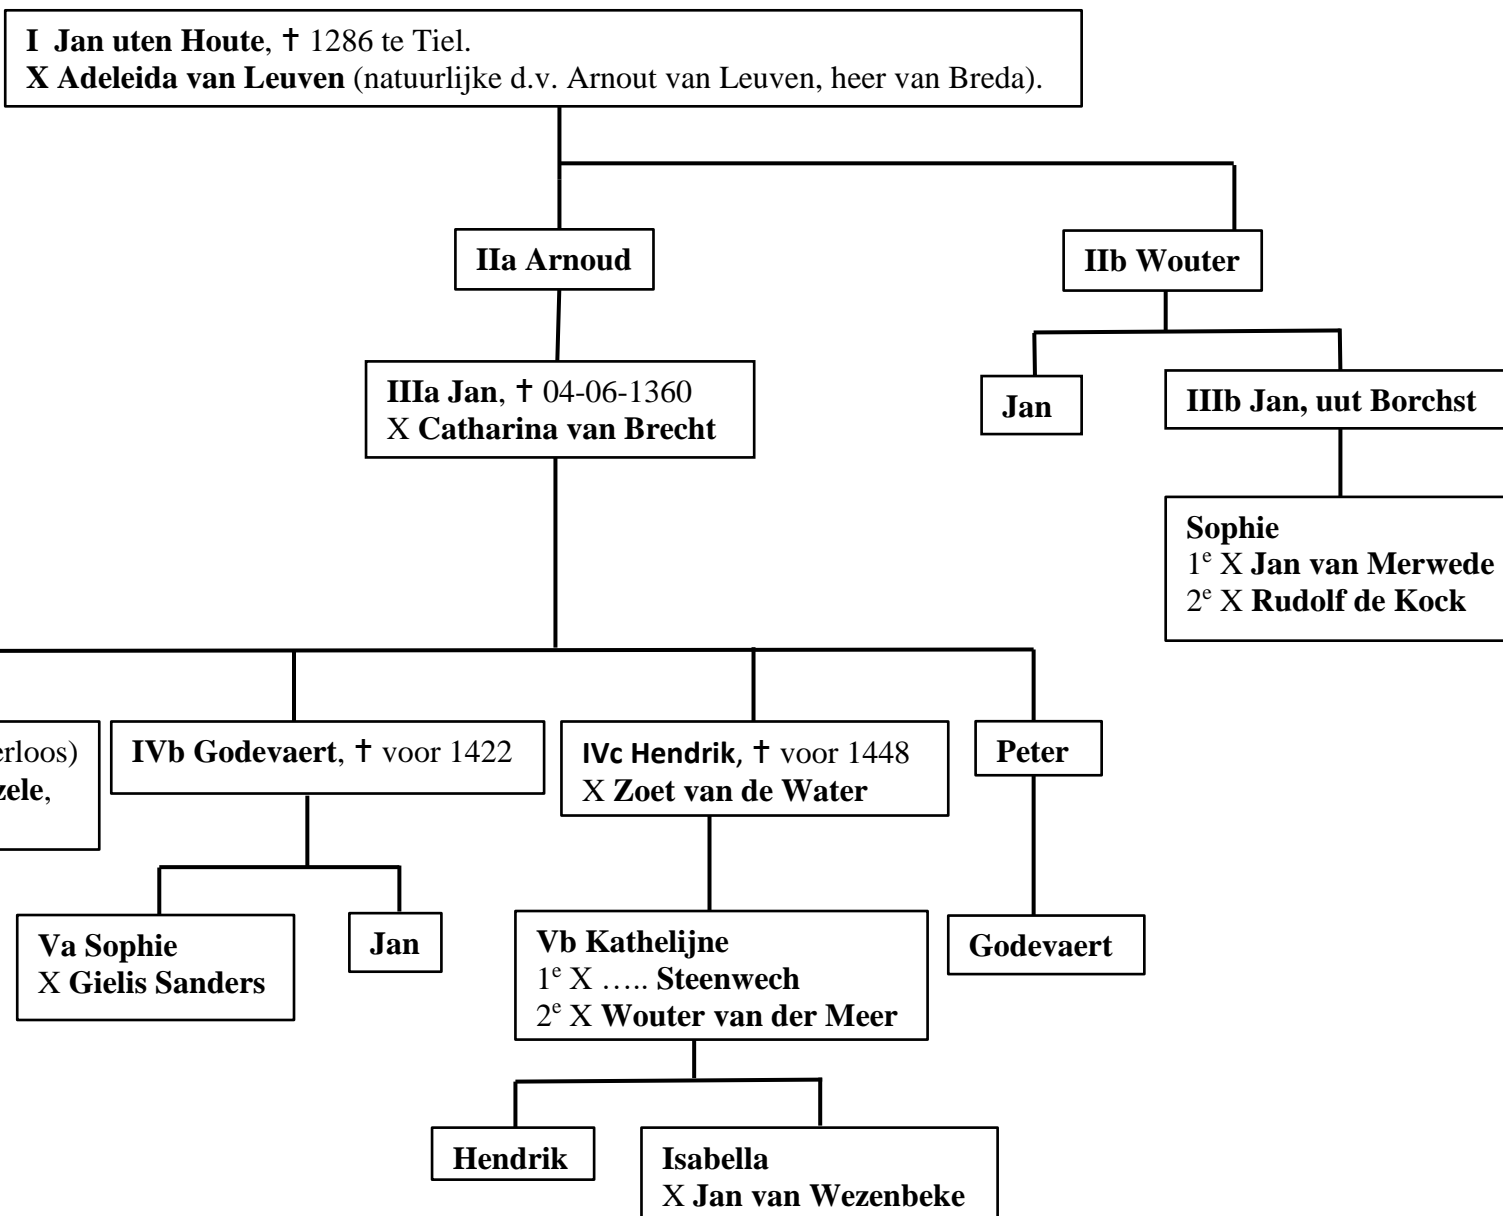 I Jan uten Houte, † 1286 te Tiel.
X Adeleida van Leuven (natuurlijke d.v. Arnout van Leuven, heer van Breda).
IIa Arnoud
IIb Wouter
IIIa Jan, † 04-06-1360
X Catharina van Brecht
Jan
IIIb Jan, uut Borchst
Sophie
1e X Jan van Merwede
2e X Rudolf de Kock
erloos)
zele,
IVb Godevaert, † voor 1422
IVc Hendrik, † voor 1448
X Zoet van de Water
Peter
Va Sophie
X Gielis Sanders
Jan
Vb Kathelijne
1e X ..... Steenwech
2e X Wouter van der Meer
Godevaert
Hendrik
Isabella
X Jan van Wezenbeke